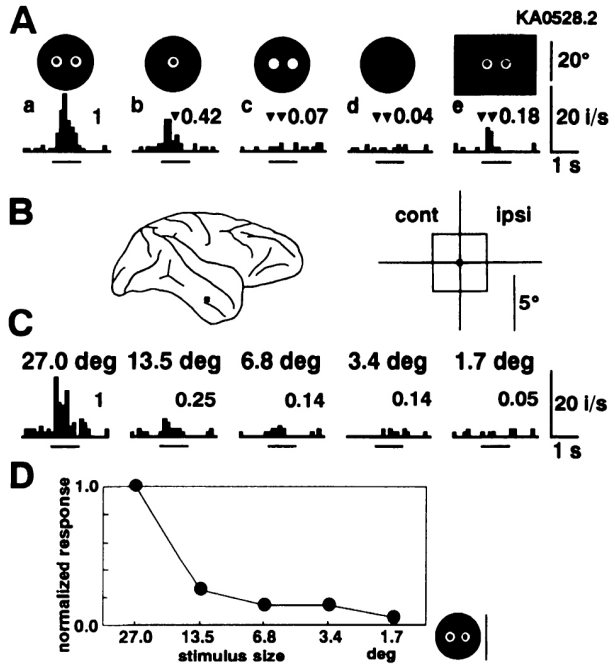 A
KA0528.2
20°
a 1
b ▼0.42
c ▼▼0.07
d ▼▼0.04
e ▼▼0.18
20 i/s
1 s
B
cont ipsi
5°
C
27.0 deg 13.5 deg 6.8 deg 3.4 deg 1.7 deg
1 0.25 0.14 0.14 0.05
20 i/s
1 s
D
normalized response
1.0
0.0
27.0 13.5 6.8 3.4 1.7
stimulus size deg